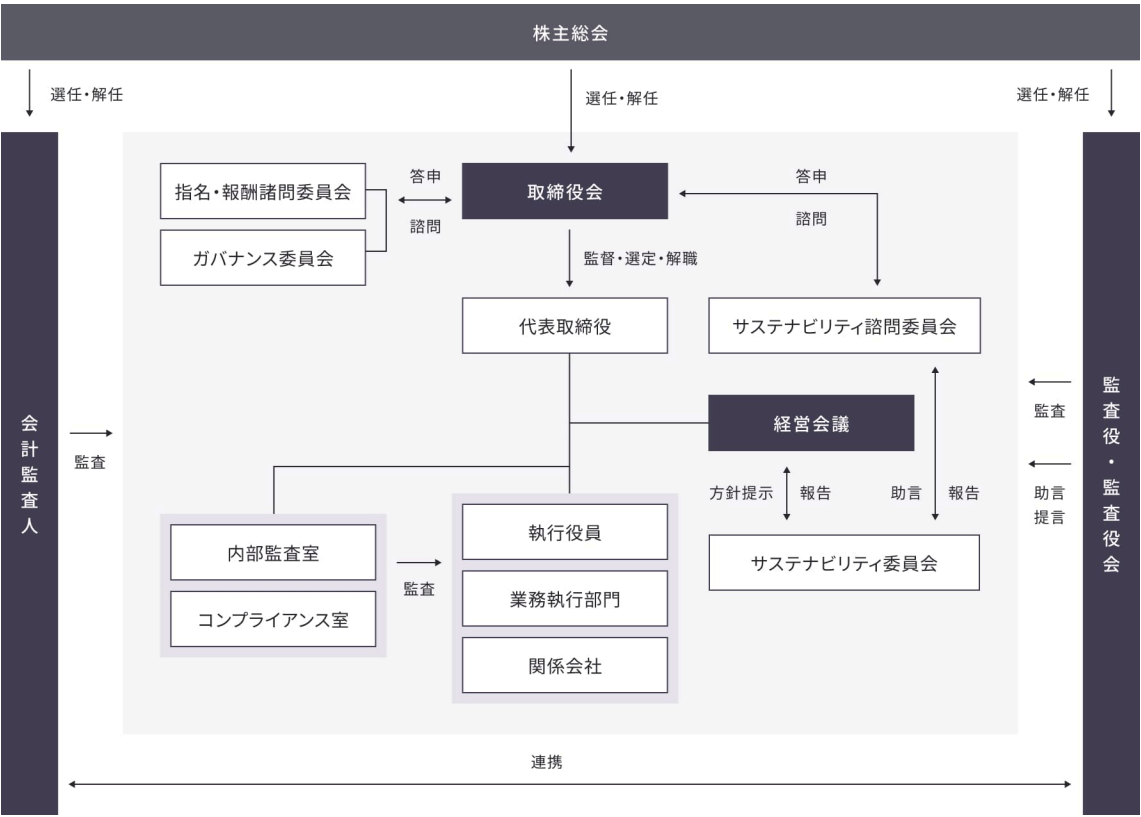 株主総会
選任・解任
選任・解任
選任・解任
指名・報酬諮問委員会
答申
諮問
取締役会
答申
諮問
ガバナンス委員会
監督・選定・解職
代表取締役
サステナビリティ諮問委員会
経営会議
会計監査人
監査
監査役・監査役会
監査
助言
提言
方針提示
報告
助言
報告
内部監査室
コンプライアンス室
監査
執行役員
業務執行部門
関係会社
サステナビリティ委員会
連携